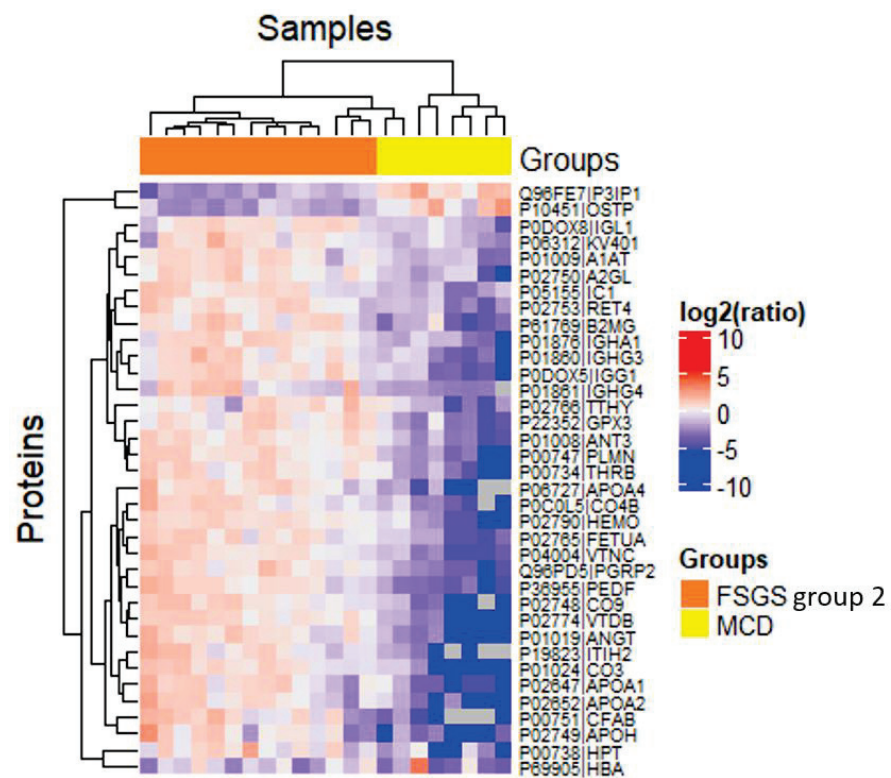 Samples
Groups
Q96FE7|P3IP1
P10451|OSTP
P0DOX8|IGL1
P06312|KV401
P01009|A1AT
P02750|A2GL
P05155|IC1
P02753|RET4
P61769|B2MG
P01876|IGHA1
P01860|IGHG3
P0DOX5|IGG1
P01861|IGHG4
P02766|TTHY
P22352|GPX3
P01008|ANT3
P00747|PLMN
P00734|THRB
P06727|APOA4
P0C0L5|CO4B
P02790|HEMO
P02765|FETUA
P04004|VTNC
Q96PD5|PGRP2
P36955|PEDF
P02748|CO9
P02774|VTDB
P01019|ANGT
P19823|ITIH2
P01024|CO3
P02647|APOA1
P02652|APOA2
P00751|CFAB
P02749|APOH
P00738|HPT
P69905|HBA
Proteins
log2(ratio)
10
5
0
-5
-10
Groups
FSGS group 2
MCD